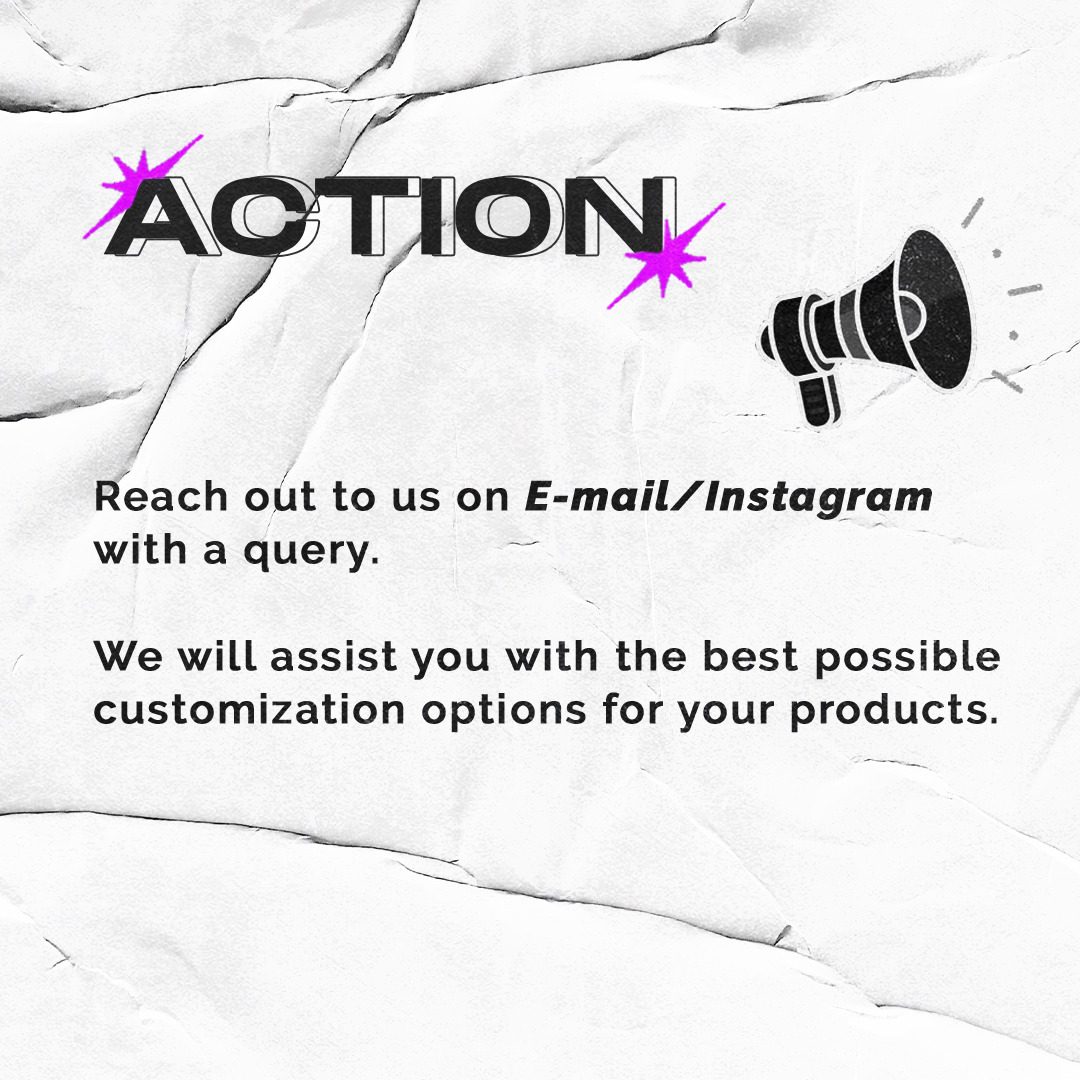 ACTION
Reach out to us on E-mail/Instagram
with a query.
We will assist you with the best possible
customization options for your products.